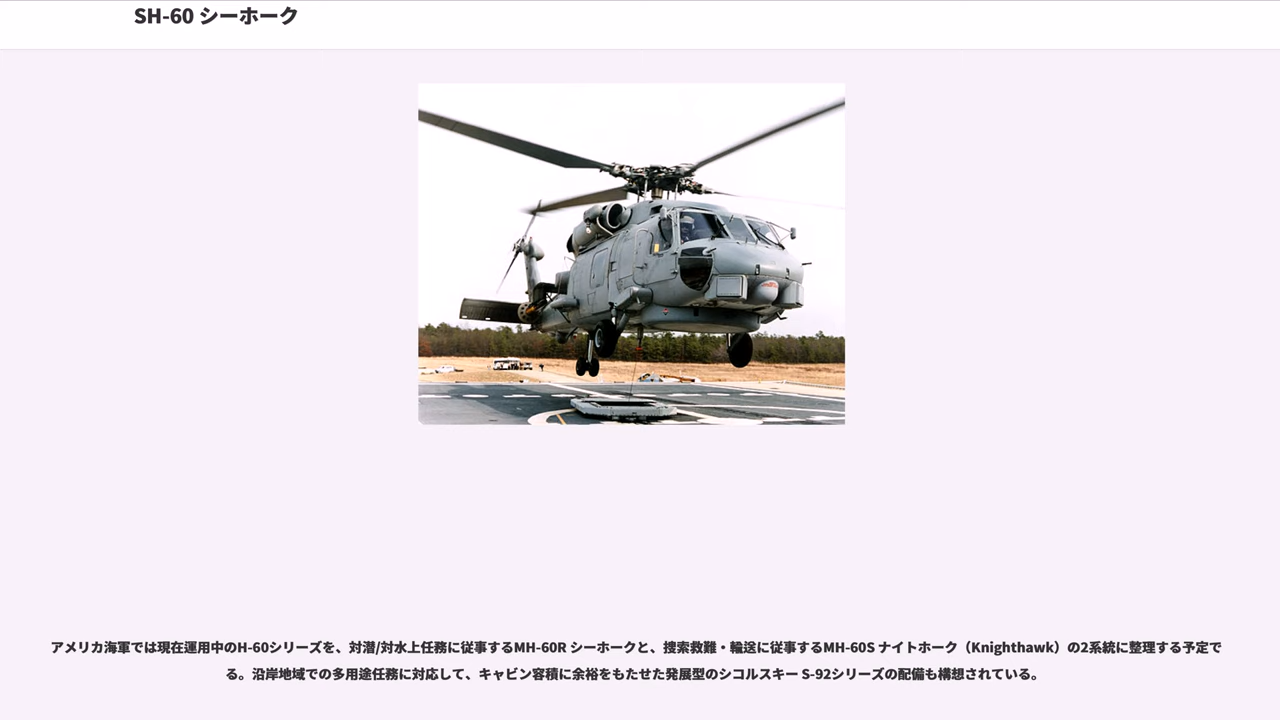 SH-60 シーホーク
アメリカ海軍では現在運用中のH-60シリーズを、対潜/対水上任務に従事するMH-60R シーホークと、捜索救難・輸送に従事するMH-60S ナイトホーク（Knighthawk）の2系統に整理する予定で
る。沿岸地域での多用途任務に対応して、キャビン容積に余裕をもたせた発展型のシコルスキー S-92シリーズの配備も構想されている。